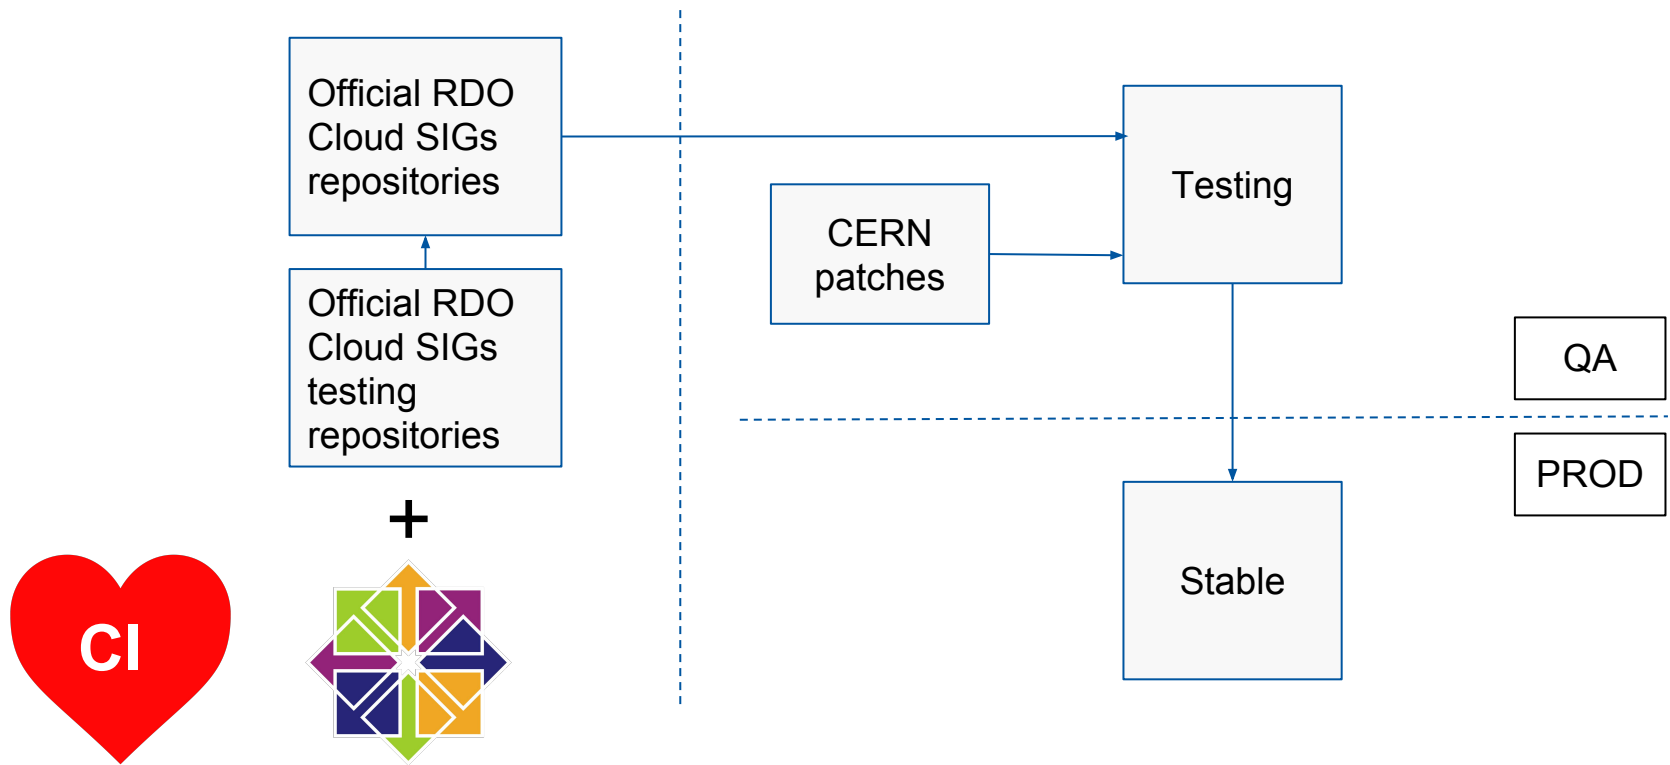 Official RDO
Cloud SIGs
repositories
Official RDO
Cloud SIGs
testing
repositories
+
CI
CERN
patches
Testing
QA
PROD
Stable